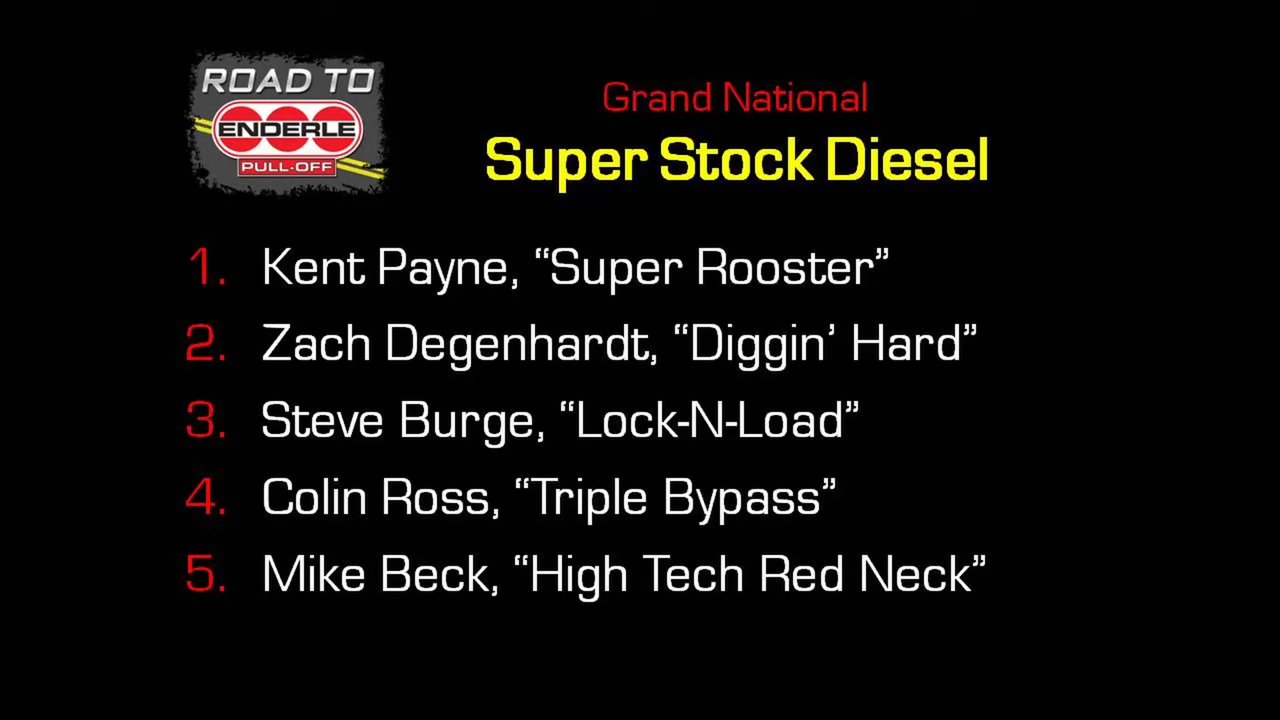 ROAD TO
ENDERLE
PULL-OFF
Grand National
Super Stock Diesel
1. Kent Payne, “Super Rooster”
2. Zach Degenhardt, “Diggin’ Hard”
3. Steve Burge, “Lock-N-Load”
4. Colin Ross, “Triple Bypass”
5. Mike Beck, “High Tech Red Neck”